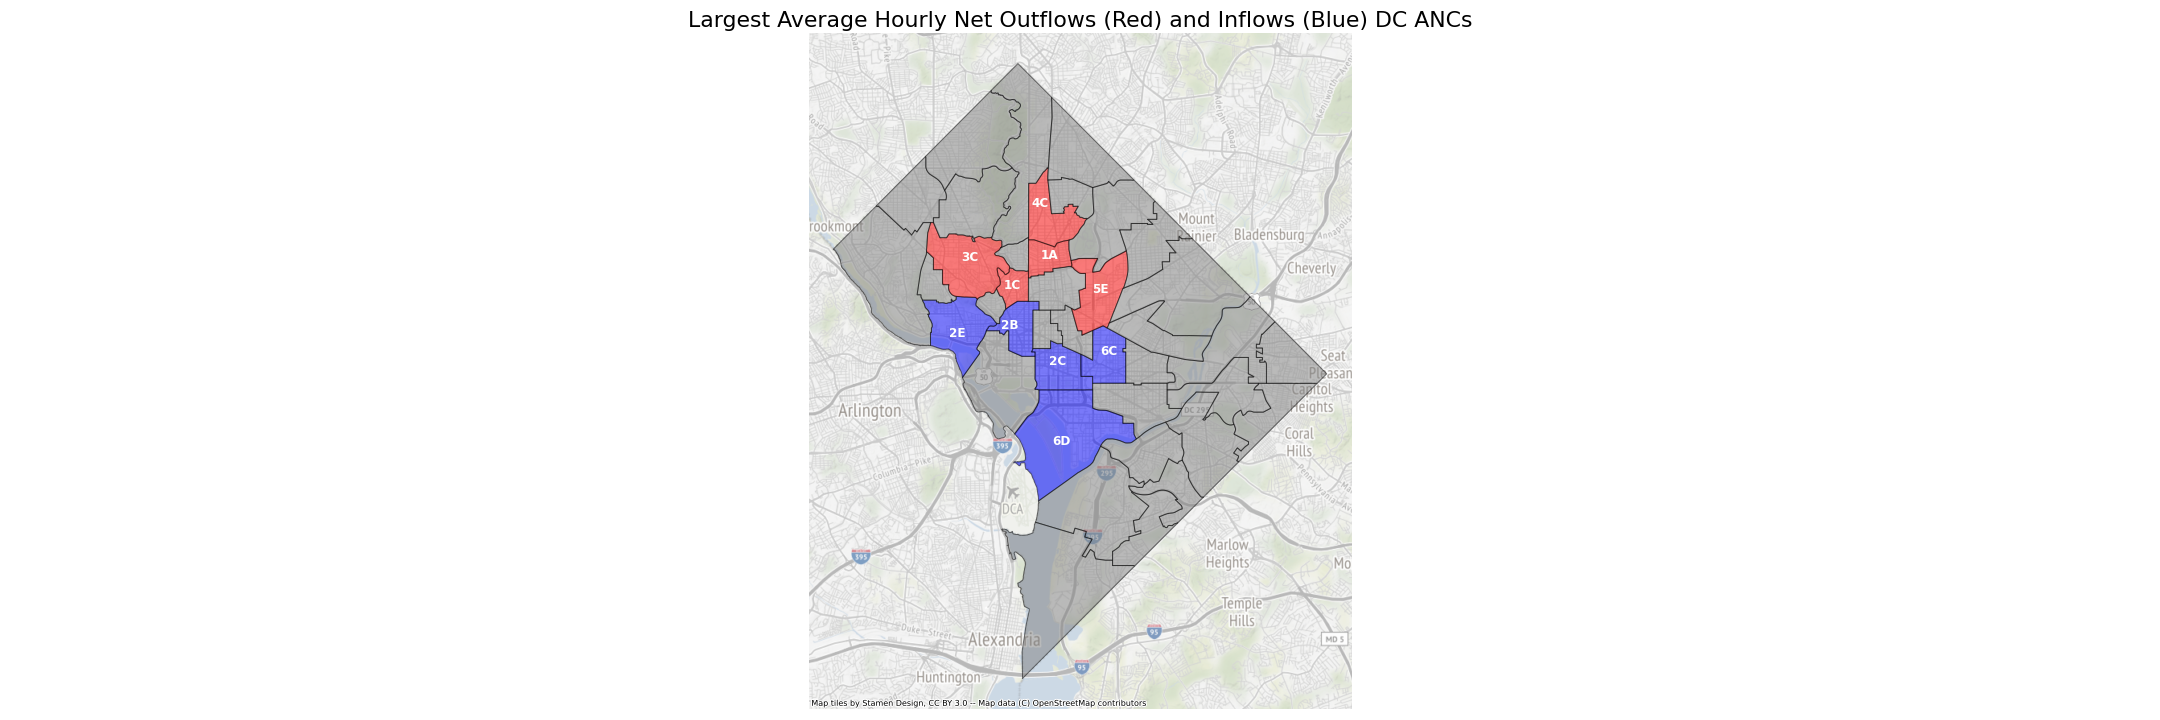 Largest Average Hourly Net Outflows (Red) and Inflows (Blue) DC ANCs
4C
Mount
Rainier
Bladensburg
rookmont
3C
1A
Cheverly
1C
5E
2B
2E
6C
2C
Seat
Pleasan
Capitol
Heights
50
Arlington
DC 295
Coral
Hills
6D
395
Columbia Pike
295
DCA
395
Marlow
Heights
Mo
Temple
Hills
Duke Street
Alexandria
95
MD 5
95
Huntington
Map tiles by Stamen Design, CC BY 3.0 -- Map data (C) OpenStreetMap contributors